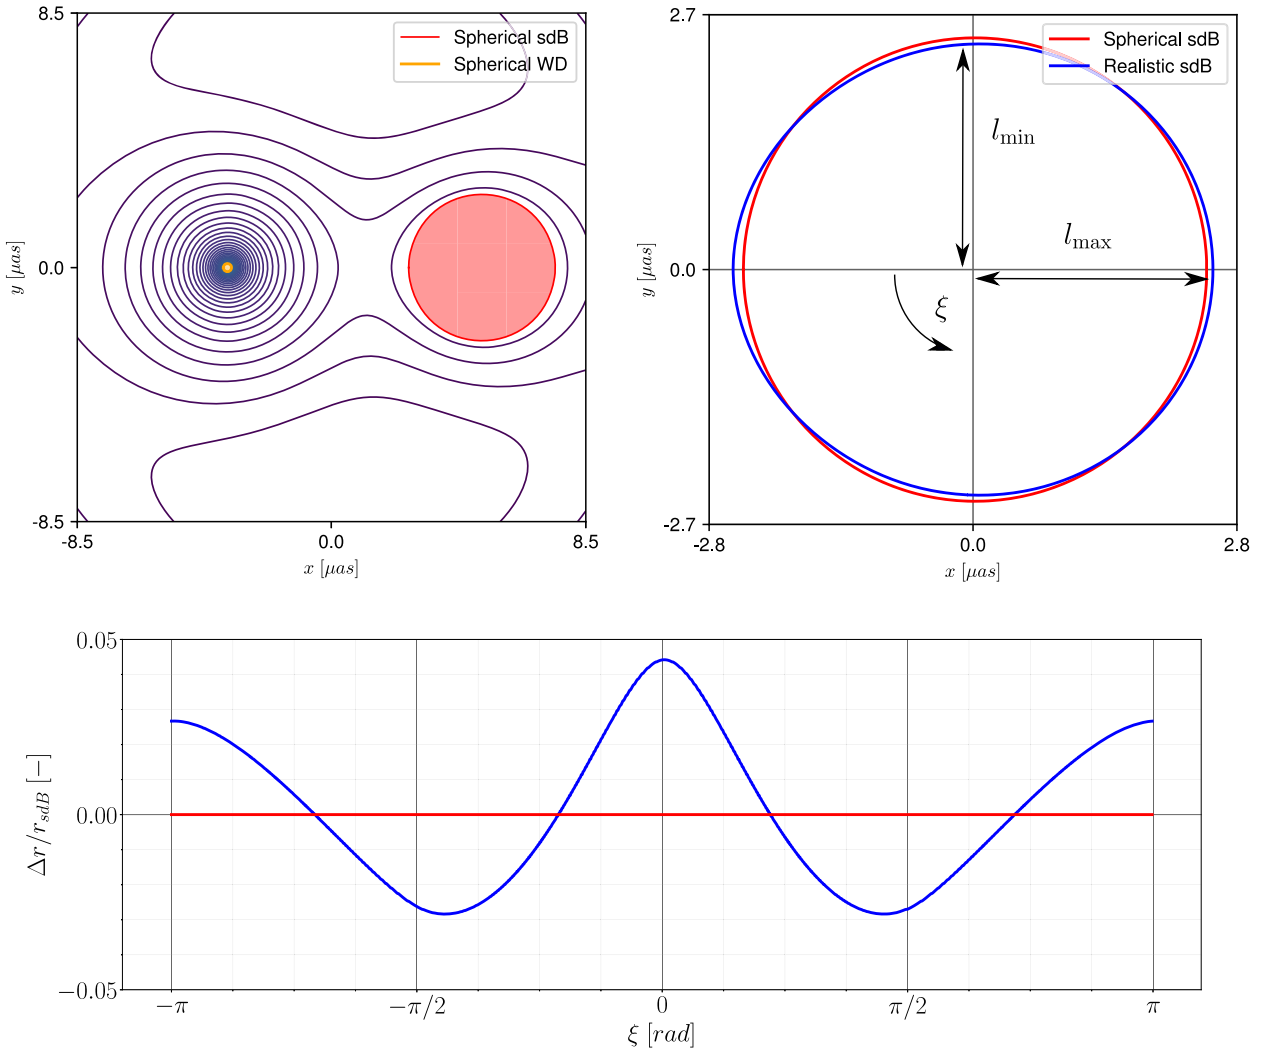 8.5
0.0
-8.5
y [μas]
Spherical sdB
Spherical WD
-8.5
0.0
8.5
x [μas]
2.7
0.0
-2.7
y [μas]
Spherical sdB
Realistic sdB
l_min
l_max
ξ
-2.8
0.0
2.8
x [μas]
0.05
0.00
−0.05
Δr/r_sdB [−]
−π
−π/2
0
π/2
π
ξ [rad]